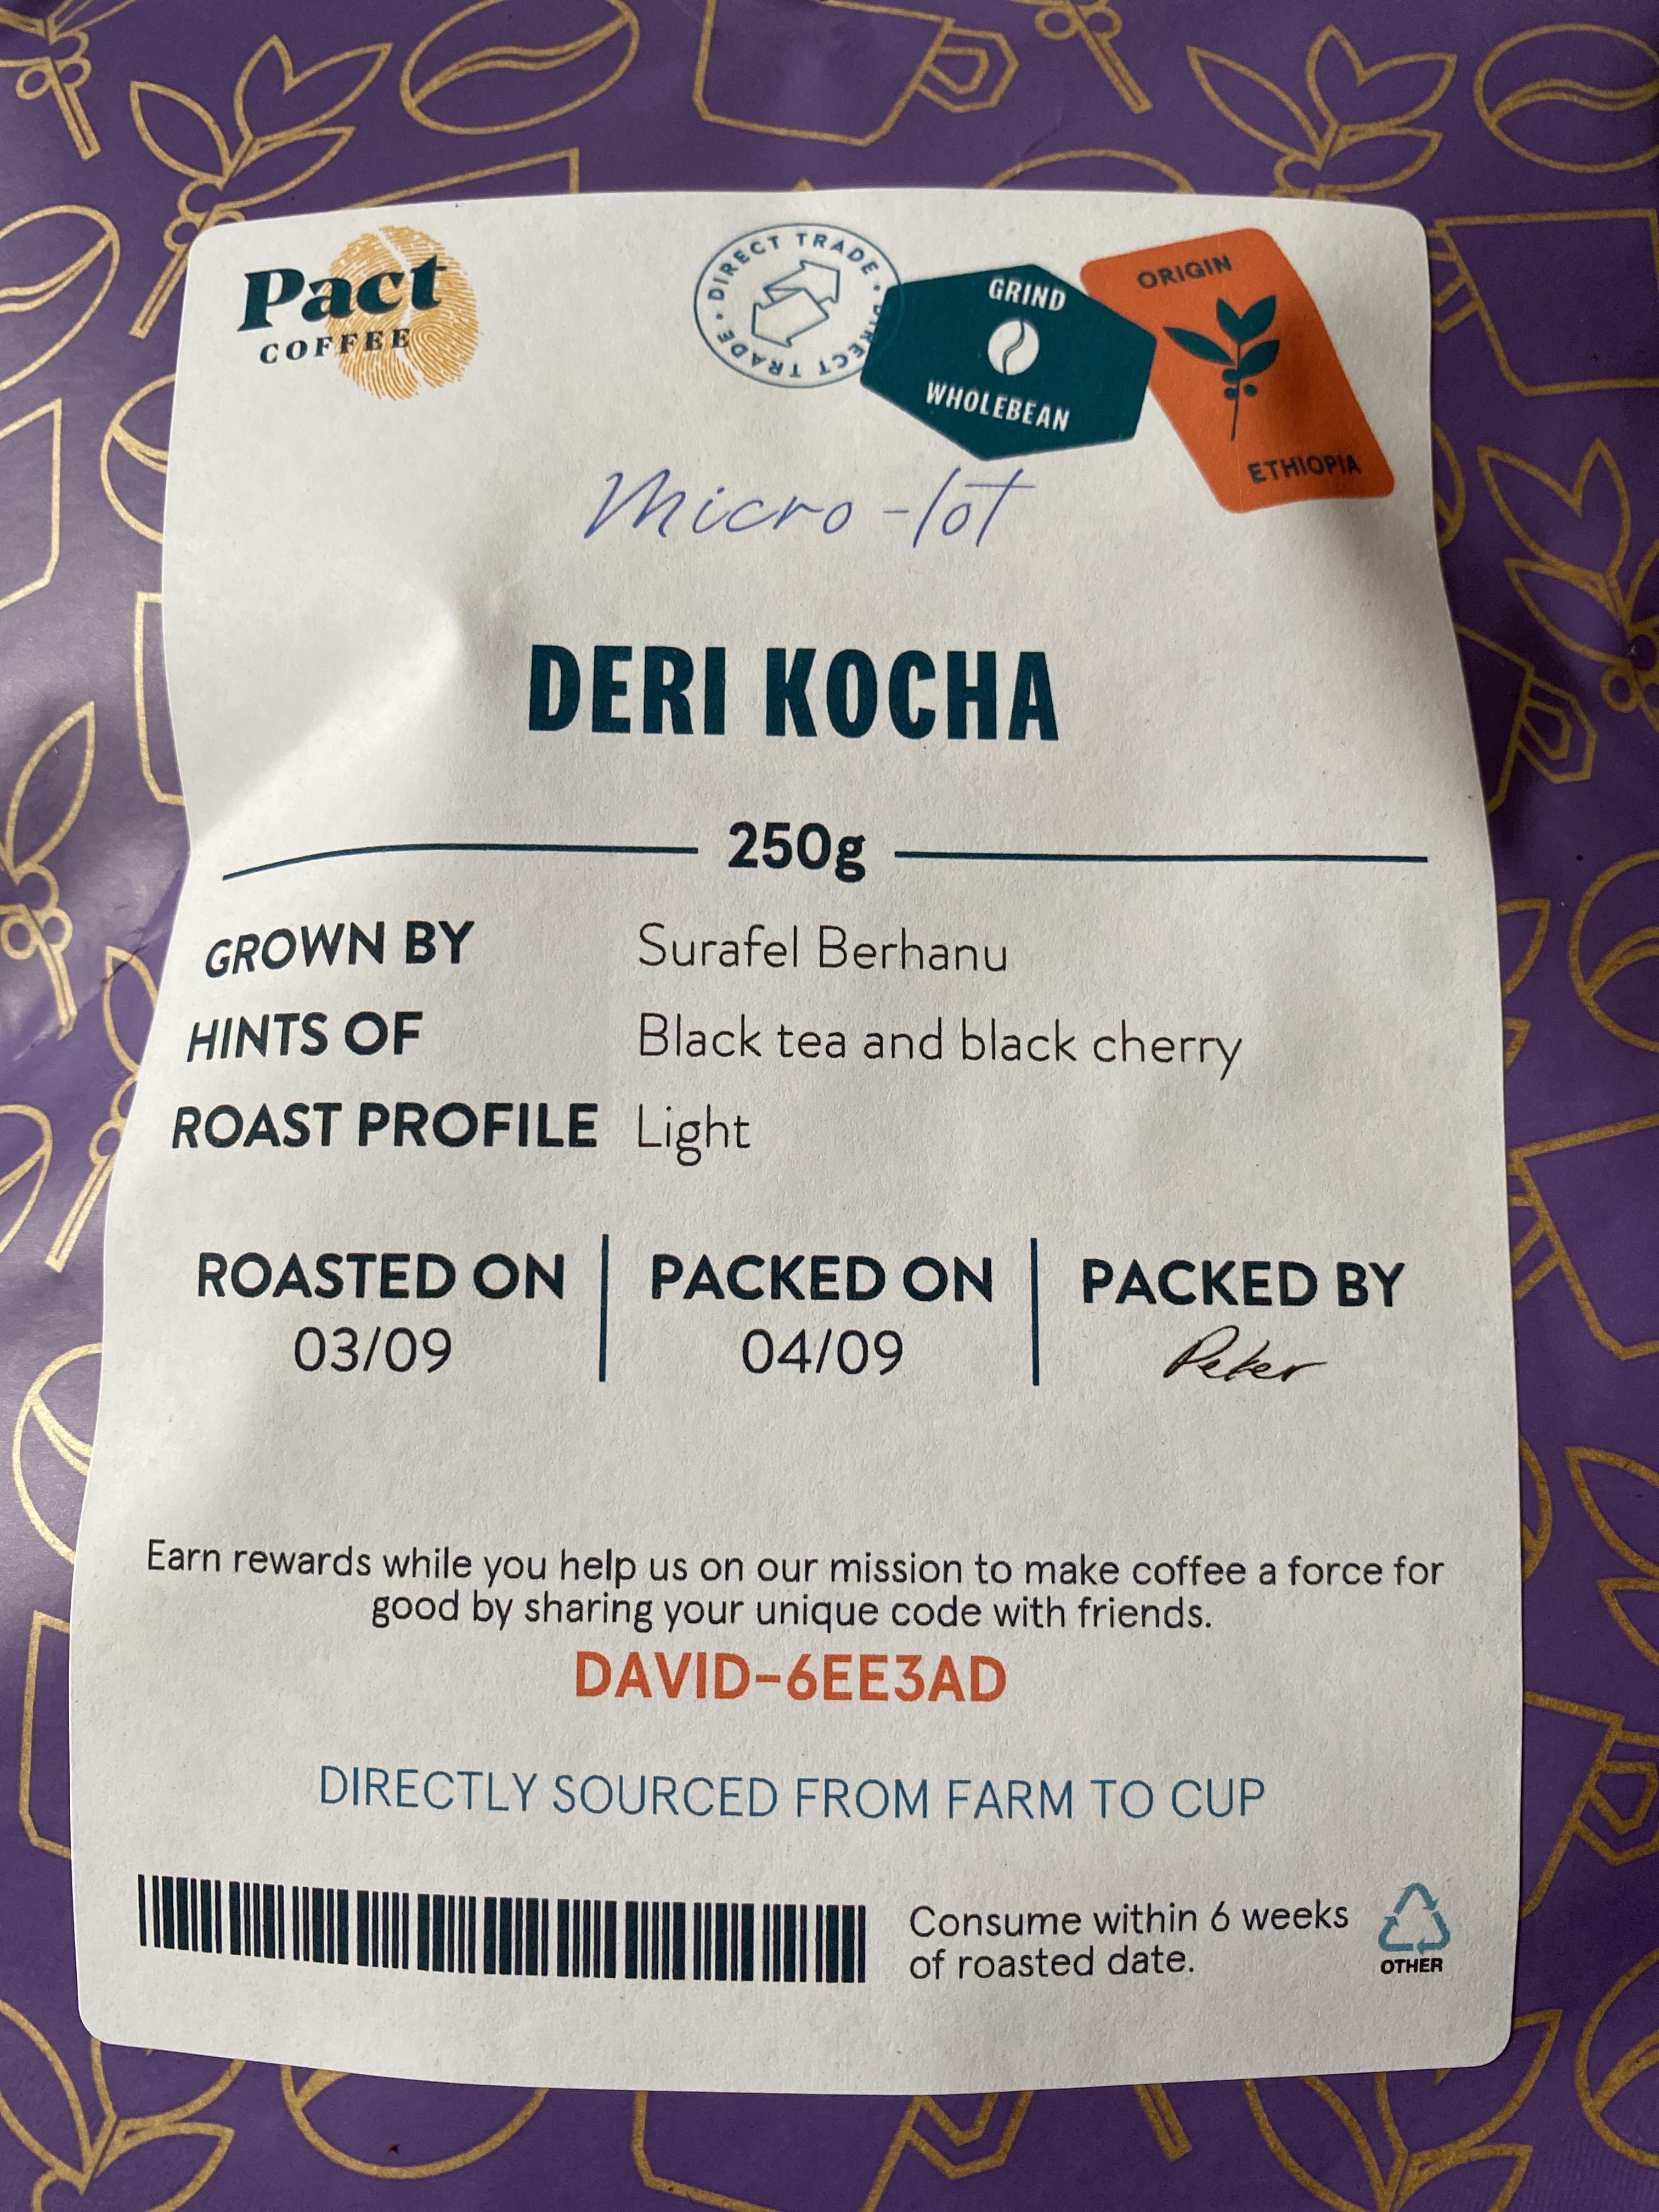 Pact
COFFEE
DIRECT TRADE • DIRECT TRADE •
GRIND
WHOLEBEAN
ORIGIN
ETHIOPIA
Micro-lot
DERI KOCHA
250g
GROWN BY Surafel Berhanu
HINTS OF Black tea and black cherry
ROAST PROFILE Light
ROASTED ON PACKED ON PACKED BY
03/09 04/09 Peter
Earn rewards while you help us on our mission to make coffee a force for
good by sharing your unique code with friends.
DAVID-6EE3AD
DIRECTLY SOURCED FROM FARM TO CUP
Consume within 6 weeks
of roasted date.
OTHER